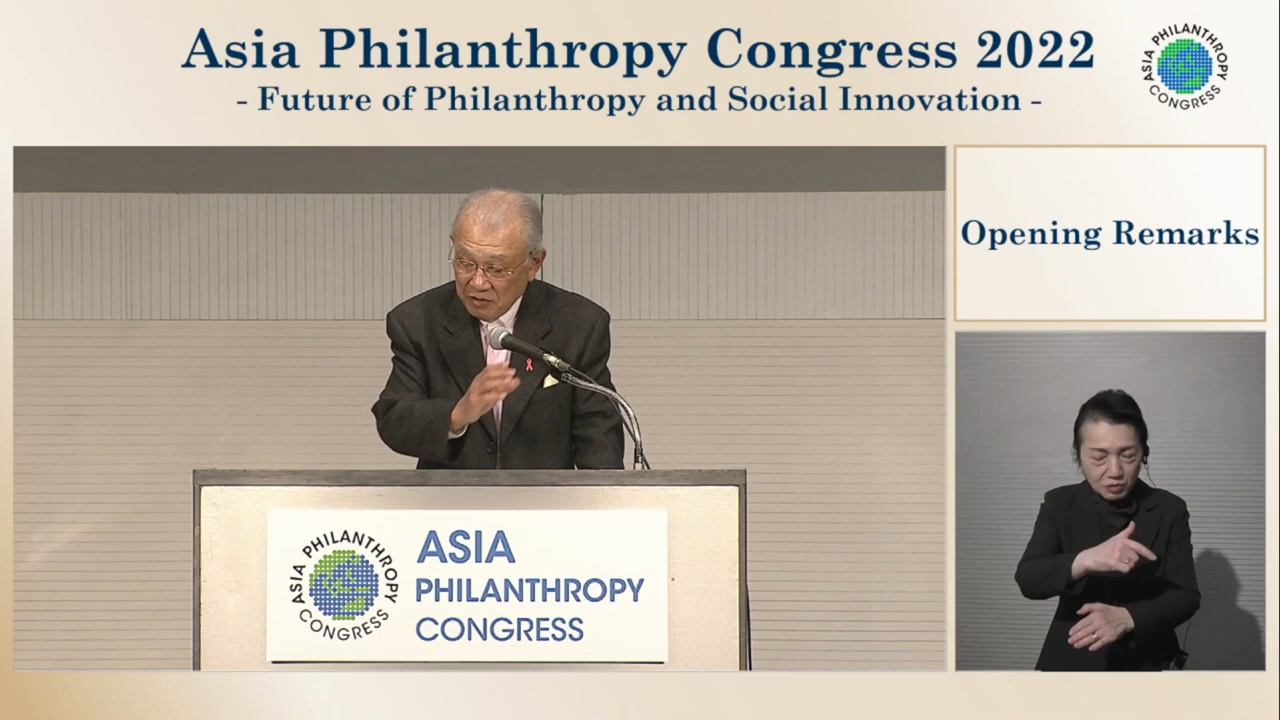 Asia Philanthropy Congress 2022
- Future of Philanthropy and Social Innovation -
ASIA PHILANTHROPY CONGRESS
Opening Remarks
ASIA PHILANTHROPY CONGRESS
ASIA
PHILANTHROPY
CONGRESS